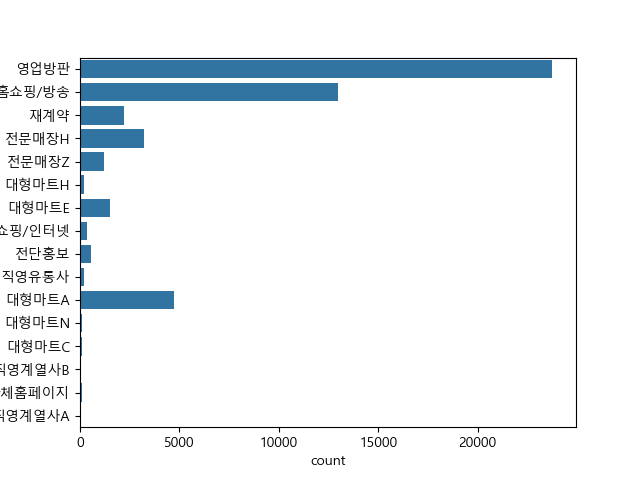 영업방판
홈쇼핑/방송
재계약
전문매장H
전문매장Z
대형마트H
대형마트E
쇼핑/인터넷
전단홍보
직영유통사
대형마트A
대형마트N
대형마트C
직영계열사B
체홈페이지
직영계열사A
0 5000 10000 15000 20000
count